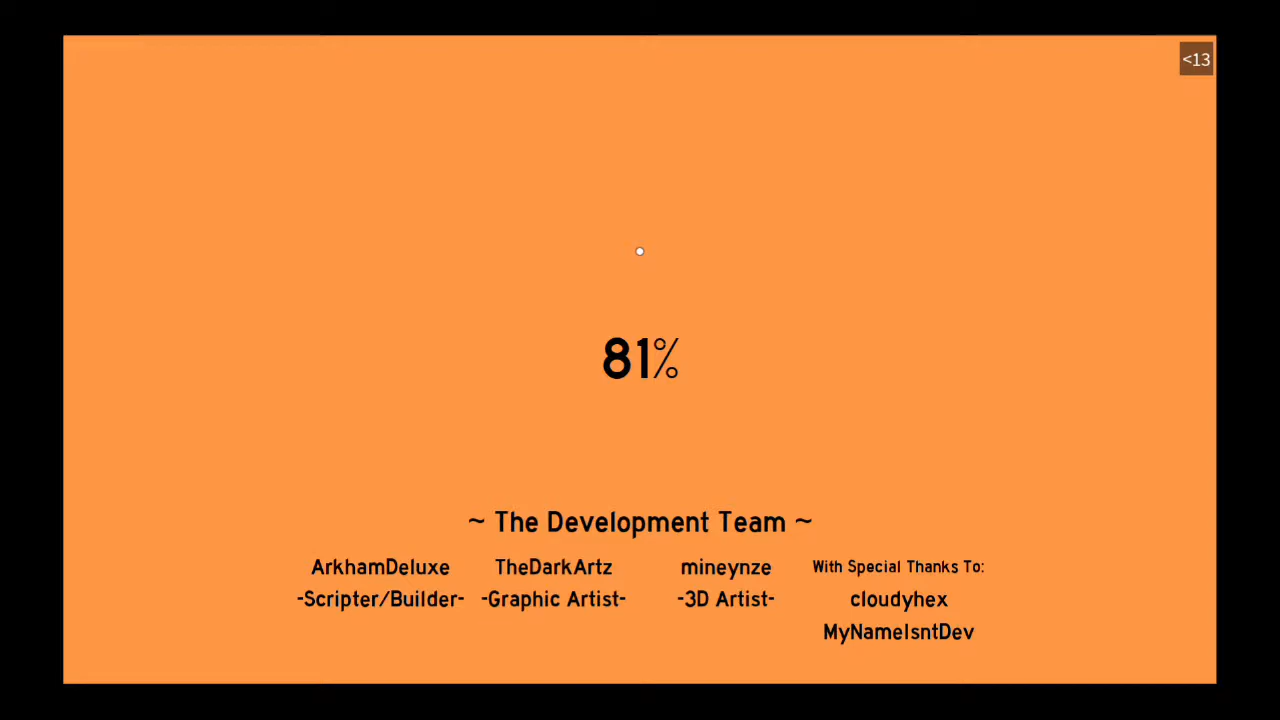 <13
81%
~ The Development Team ~
ArkhamDeluxe TheDarkArtz mineynze With Special Thanks To:
-Scripter/Builder- -Graphic Artist- -3D Artist- cloudyhex
MyNameIsntDev